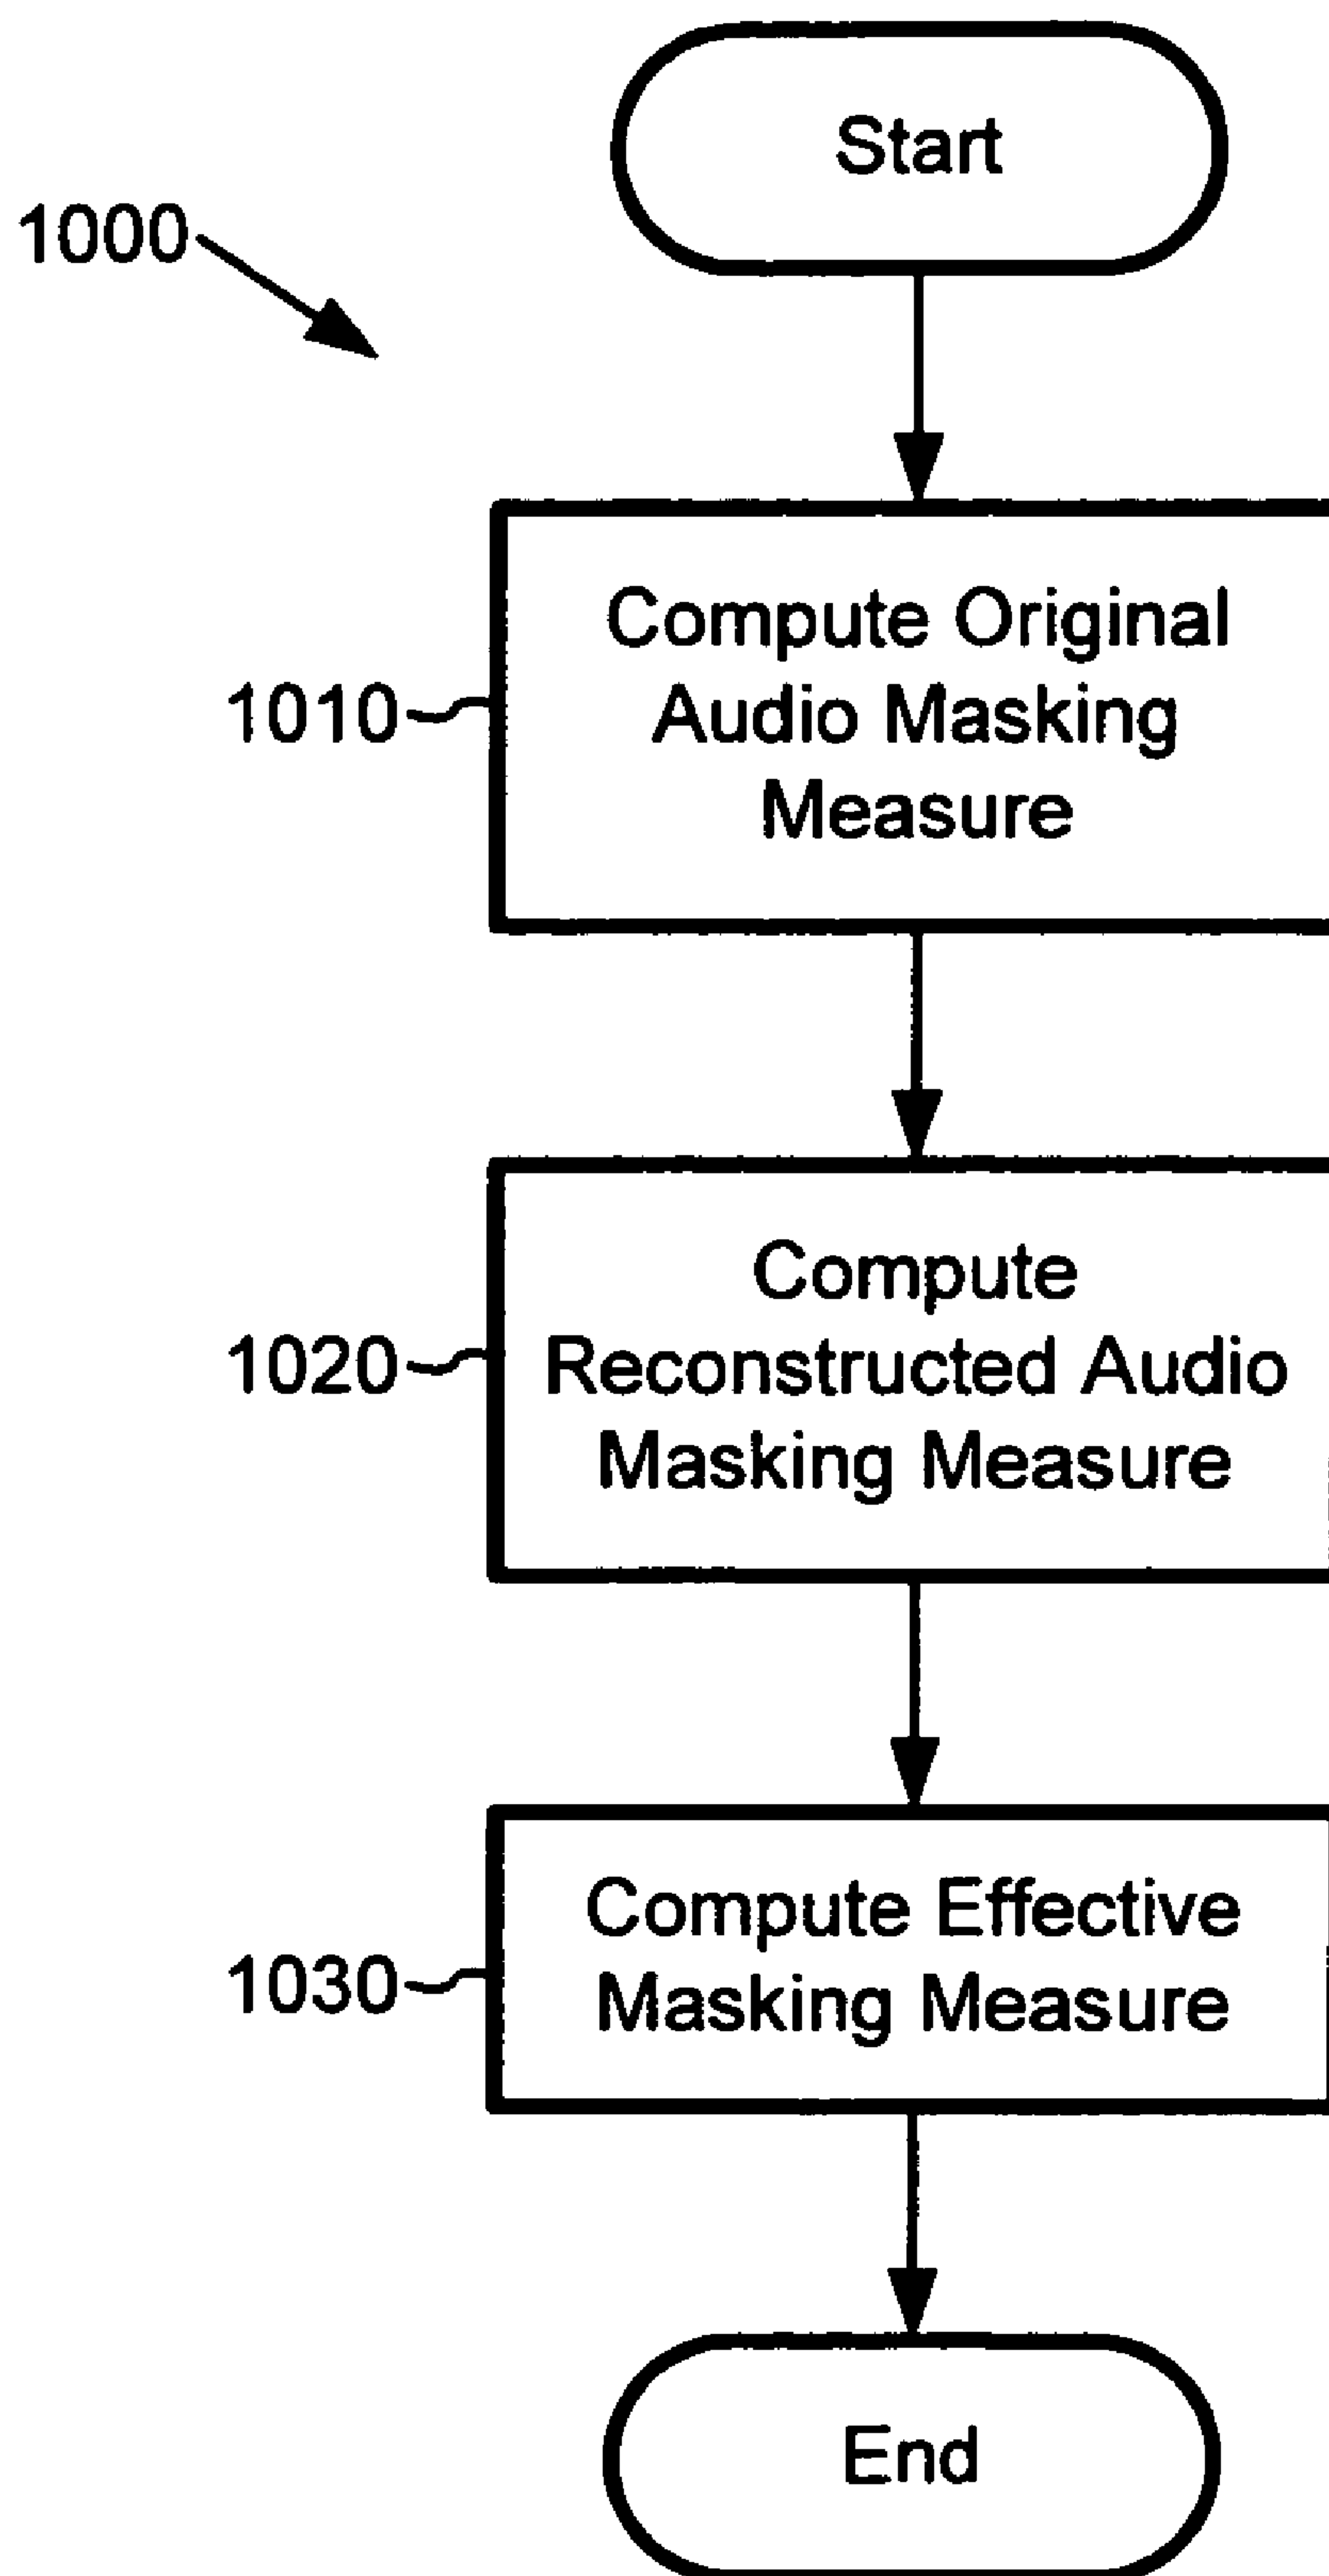 Start
1000
Compute Original
1010
Audio Masking
Measure
Compute
1020
Reconstructed Audio
Masking Measure
Compute Effective
1030
Masking Measure
End